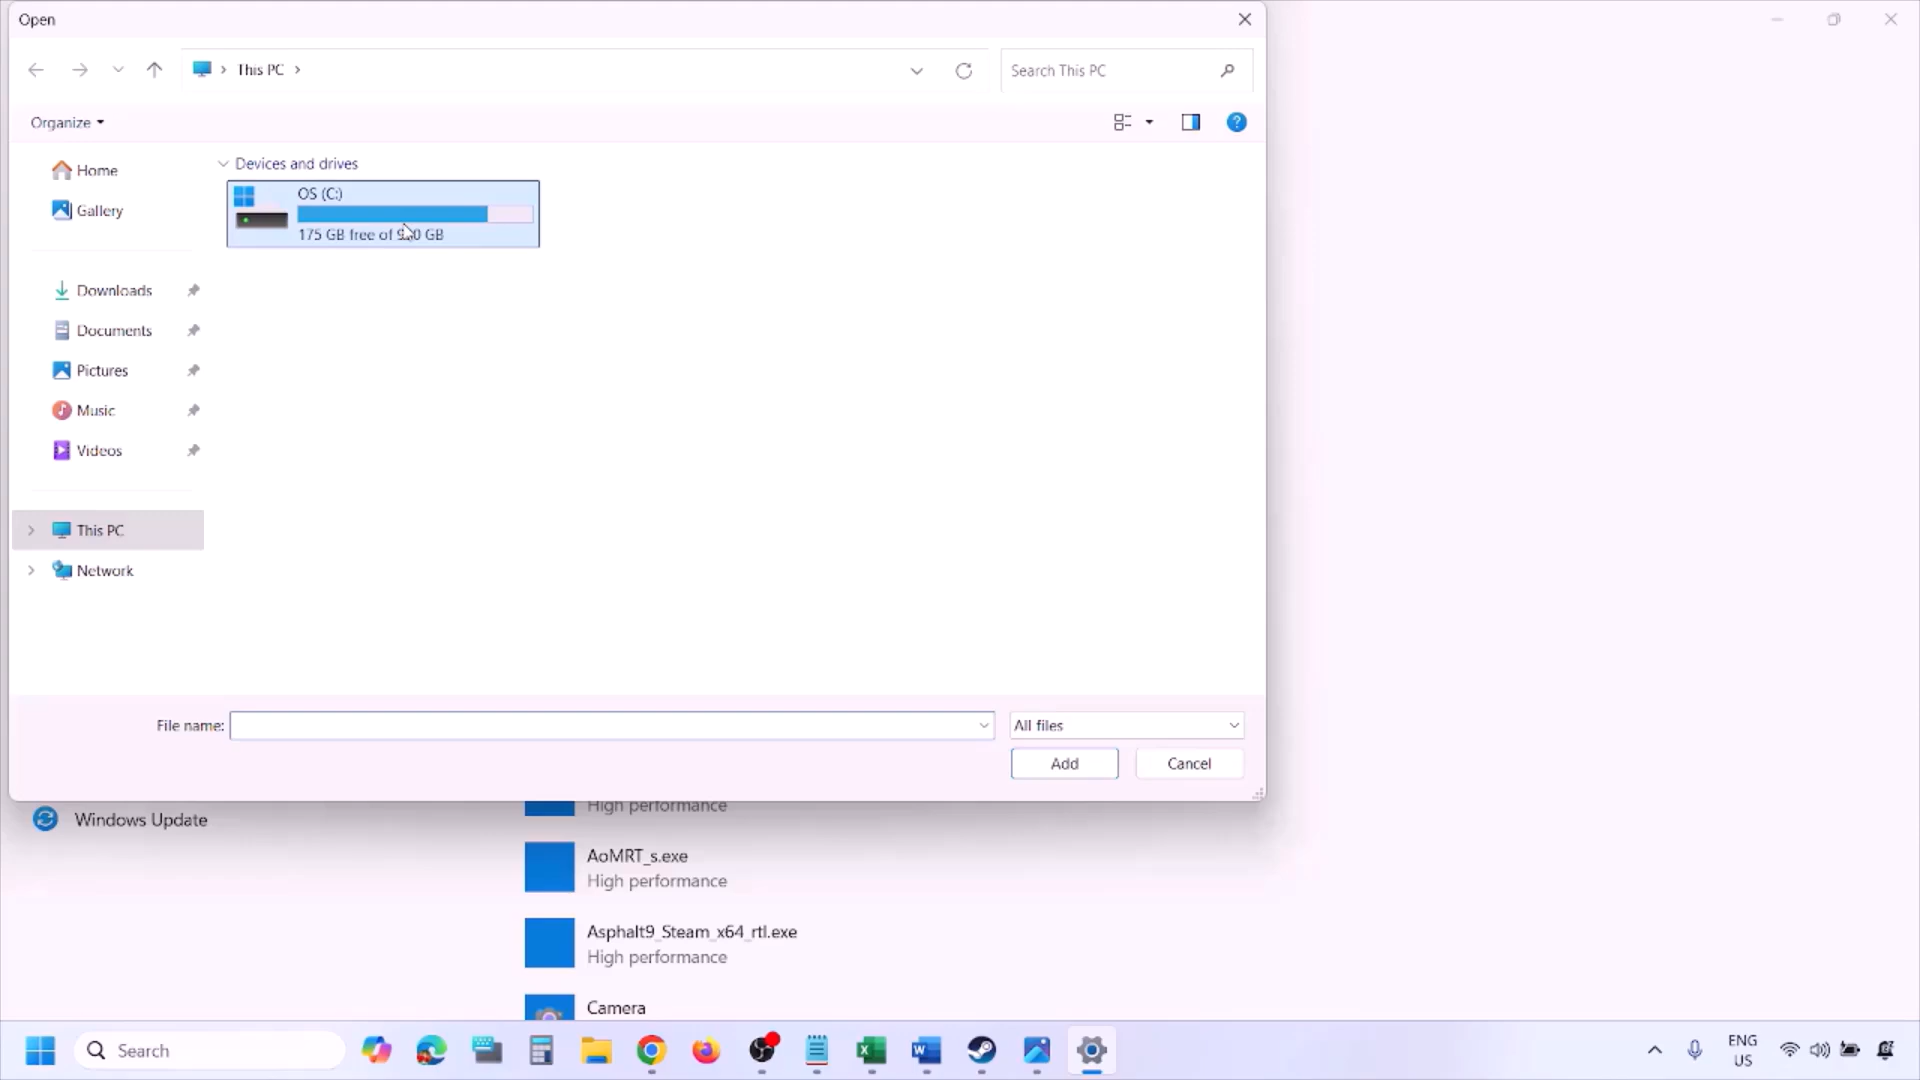 Open
This PC
Search This PC
Organize
Home
Gallery
Downloads
Documents
Pictures
Music
Videos
This PC
Network
Devices and drives
OS (C:)
175 GB free of GB
File name:
All files
Add
Cancel
Windows Update
High performance
AoMRT_s.exe
High performance
Asphalt9_Steam_x64_rtl.exe
High performance
Camera
Search
ENG
US